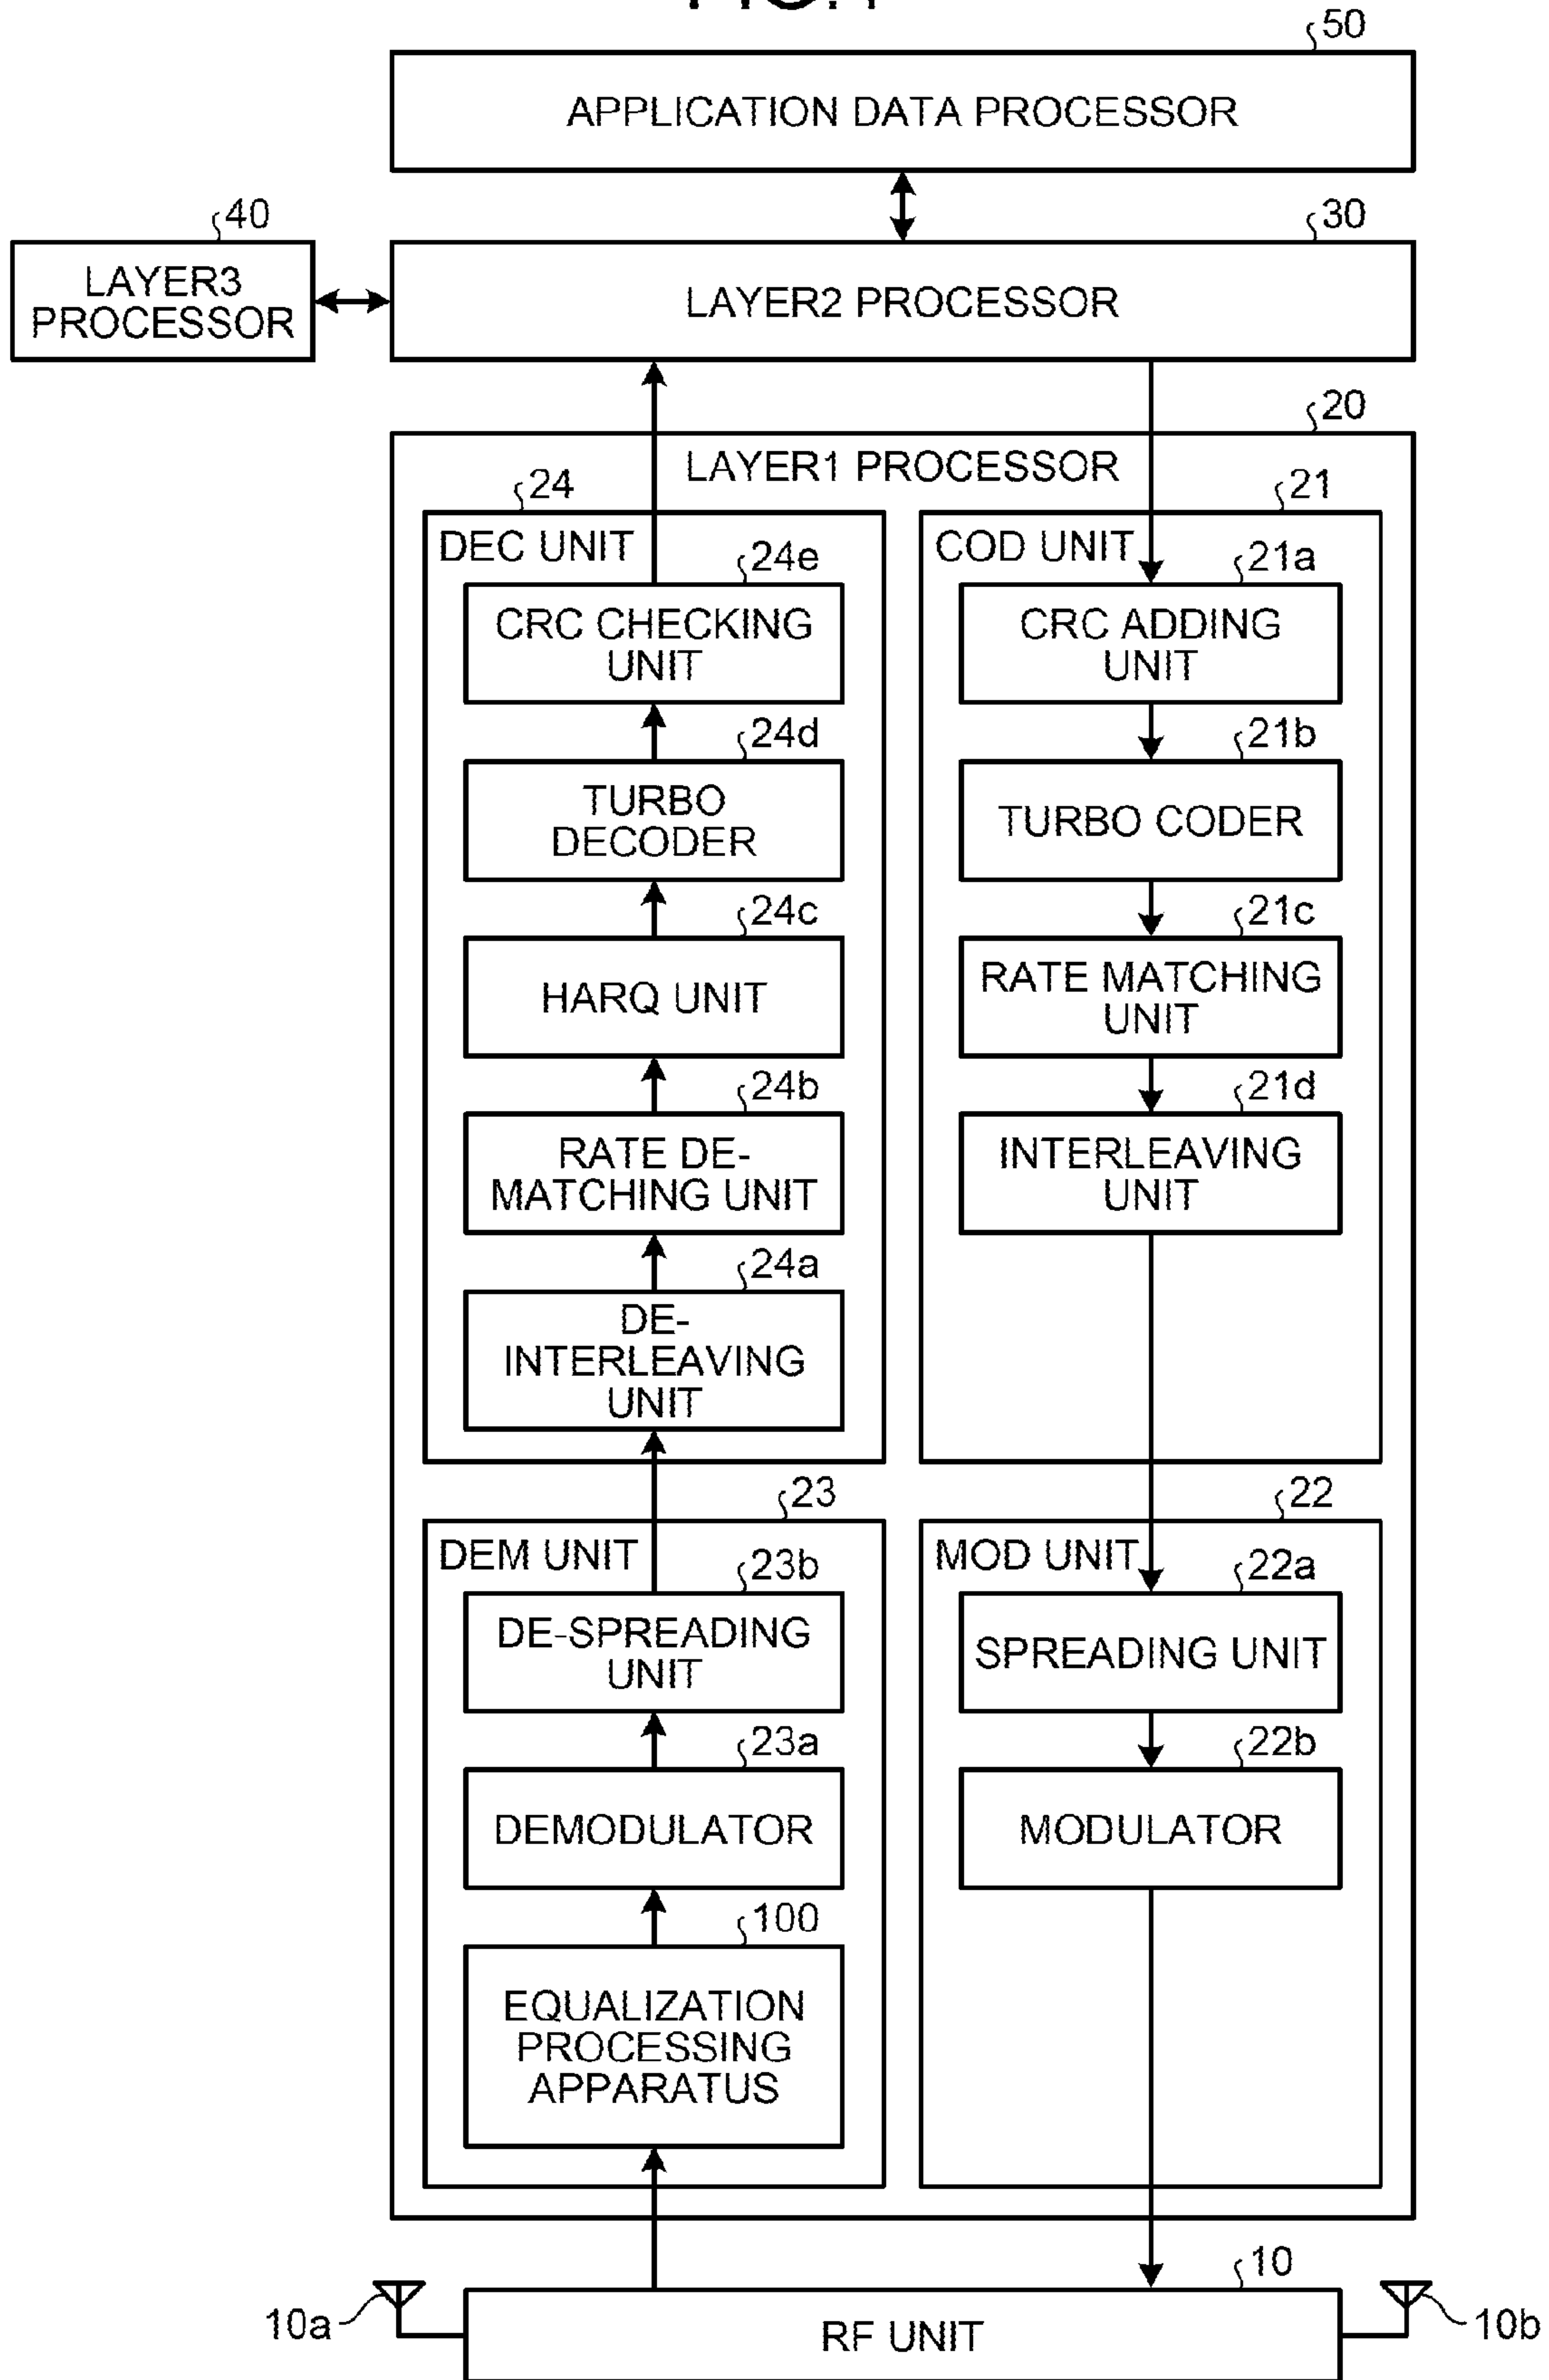 50
APPLICATION DATA PROCESSOR
40
30
LAYER3
PROCESSOR
LAYER2 PROCESSOR
20
LAYER1 PROCESSOR
24
21
DEC UNIT
COD UNIT
24e
21a
CRC CHECKING
UNIT
CRC ADDING
UNIT
24d
21b
TURBO
DECODER
TURBO CODER
24c
21c
HARQ UNIT
RATE MATCHING
UNIT
24b
21d
RATE DE-
MATCHING UNIT
INTERLEAVING
UNIT
24a
DE-
INTERLEAVING
UNIT
23
22
DEM UNIT
MOD UNIT
23b
22a
DE-SPREADING
UNIT
SPREADING UNIT
23a
22b
DEMODULATOR
MODULATOR
100
EQUALIZATION
PROCESSING
APPARATUS
10
10a
RF UNIT
10b